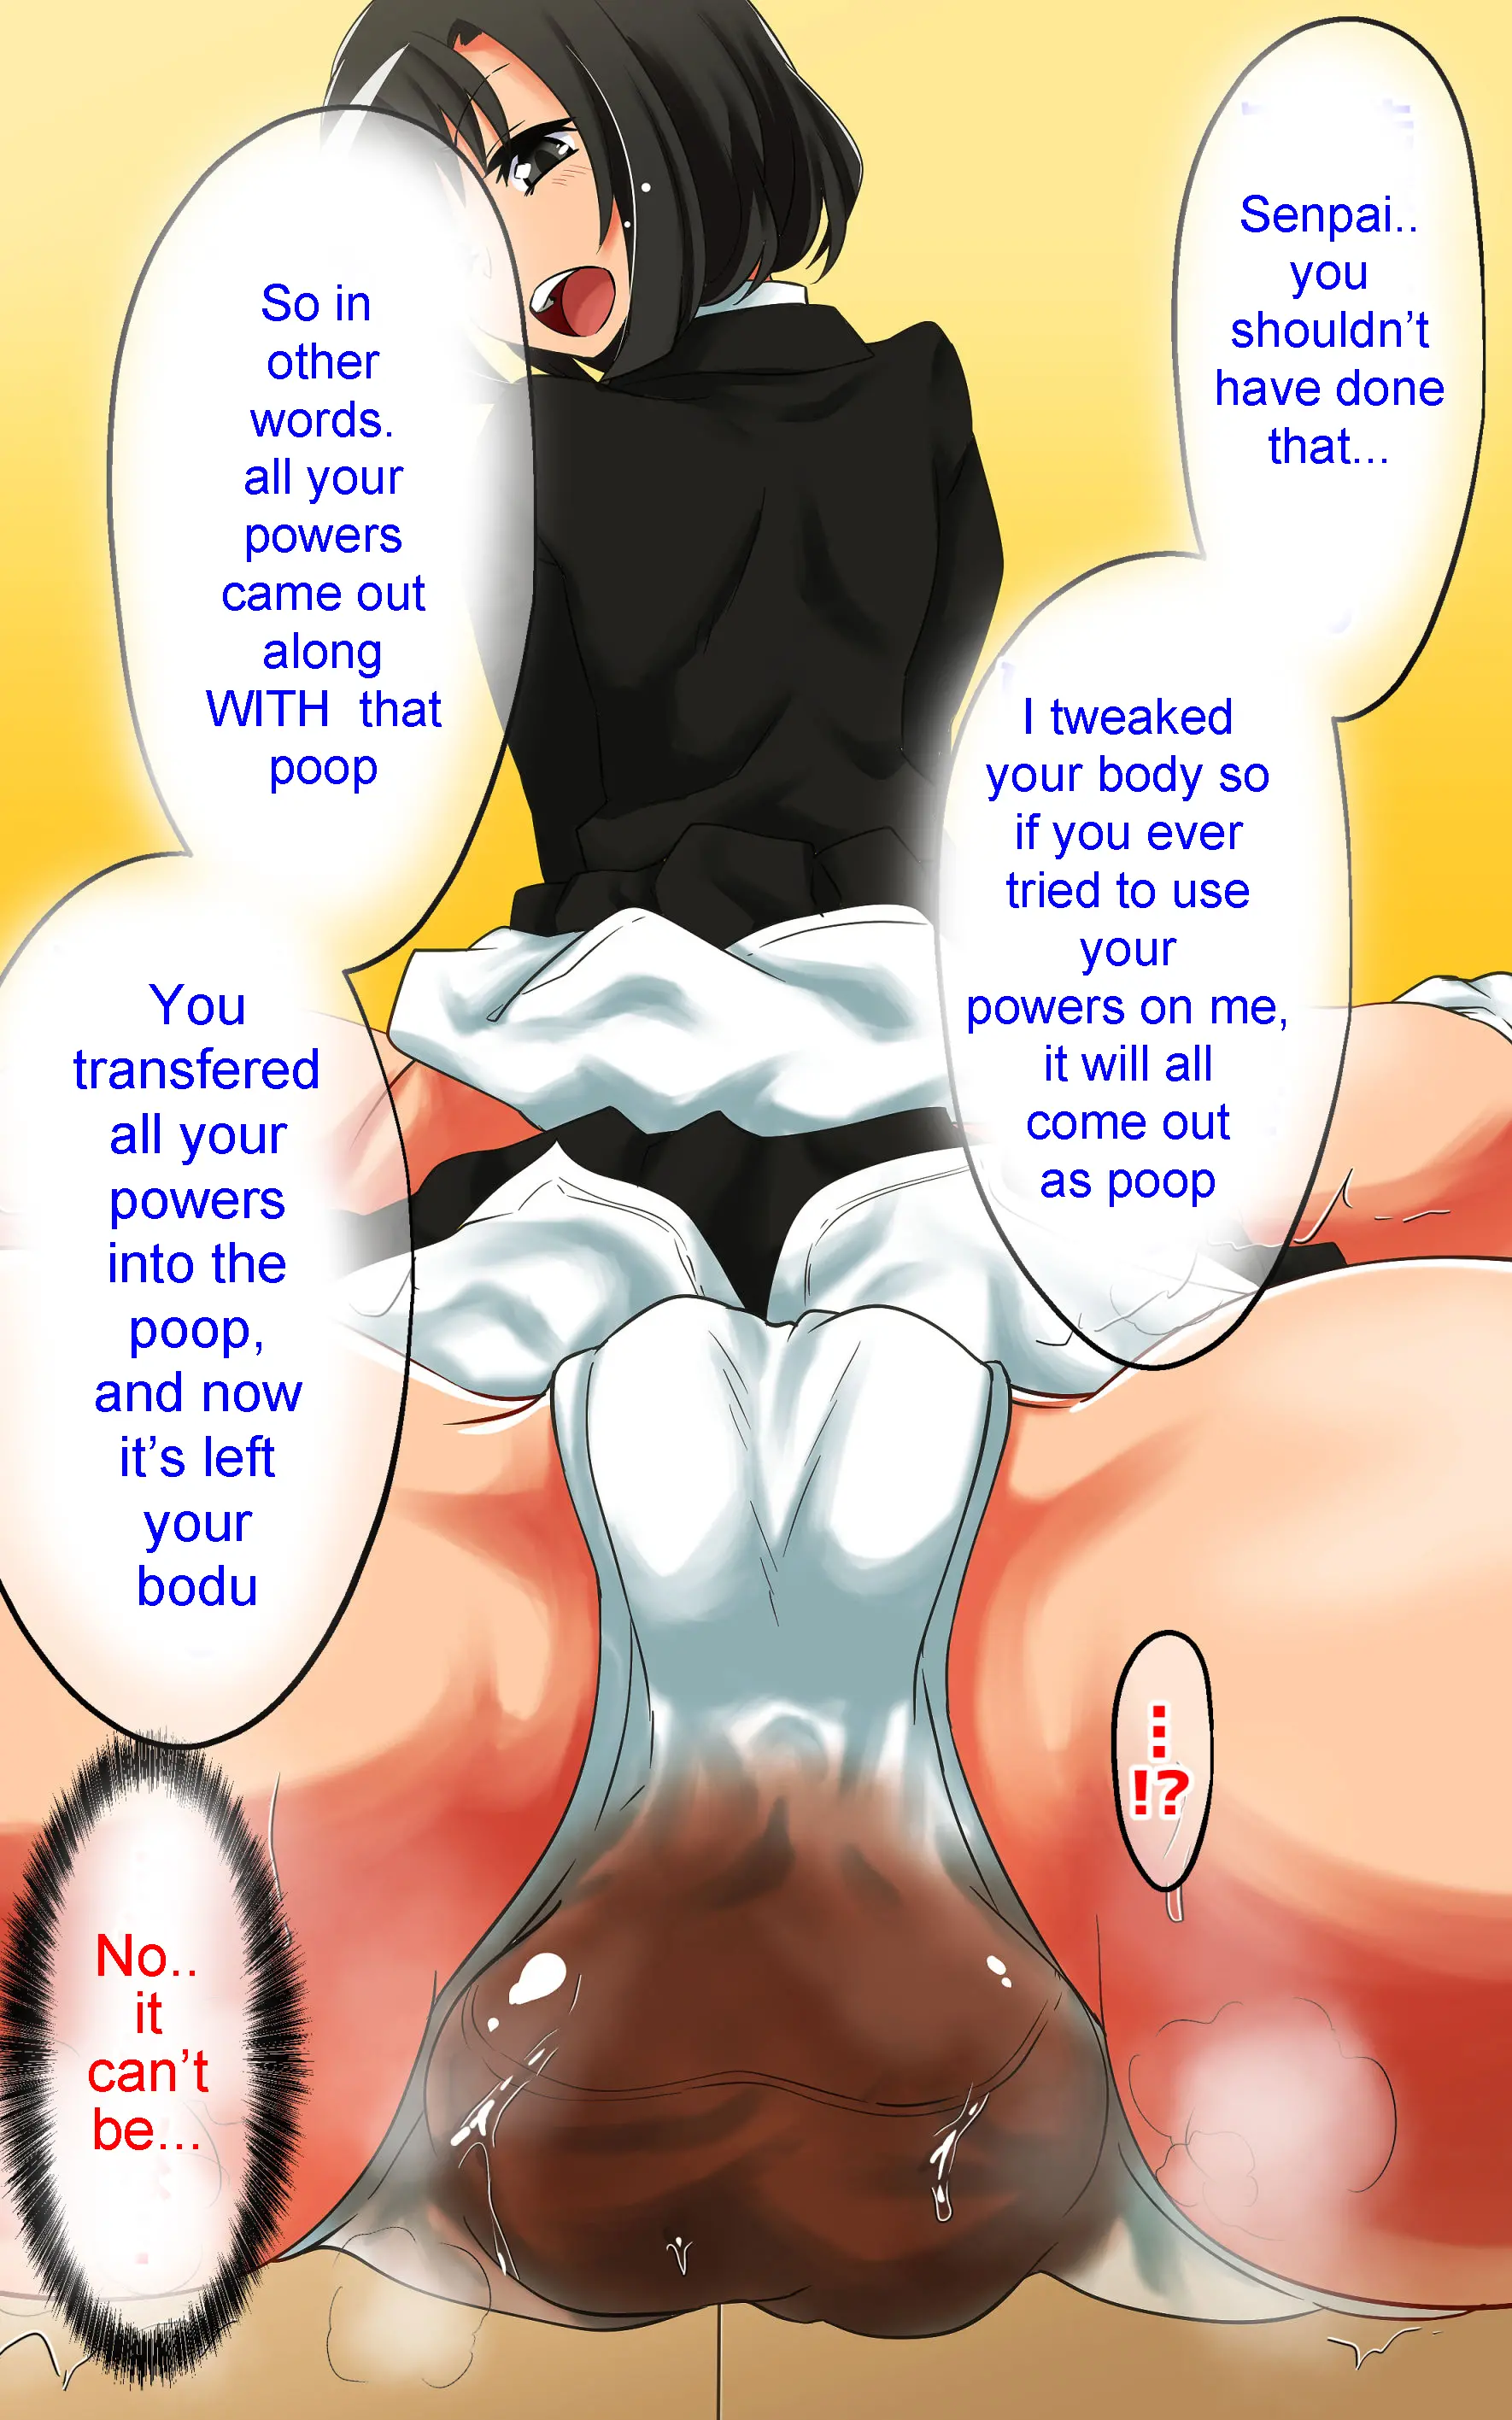 Senpai..
you
shouldn't
have done
that...
I tweaked
your body so
if you ever
tried to use
your
powers on me,
it will all
come out
as poop
So in
other
words.
all your
powers
came out
along
WITH  that
poop
You
transfered
all your
powers
into the
poop,
and now
it's left
your
bodu
...
!?
No..
it
can't
be...